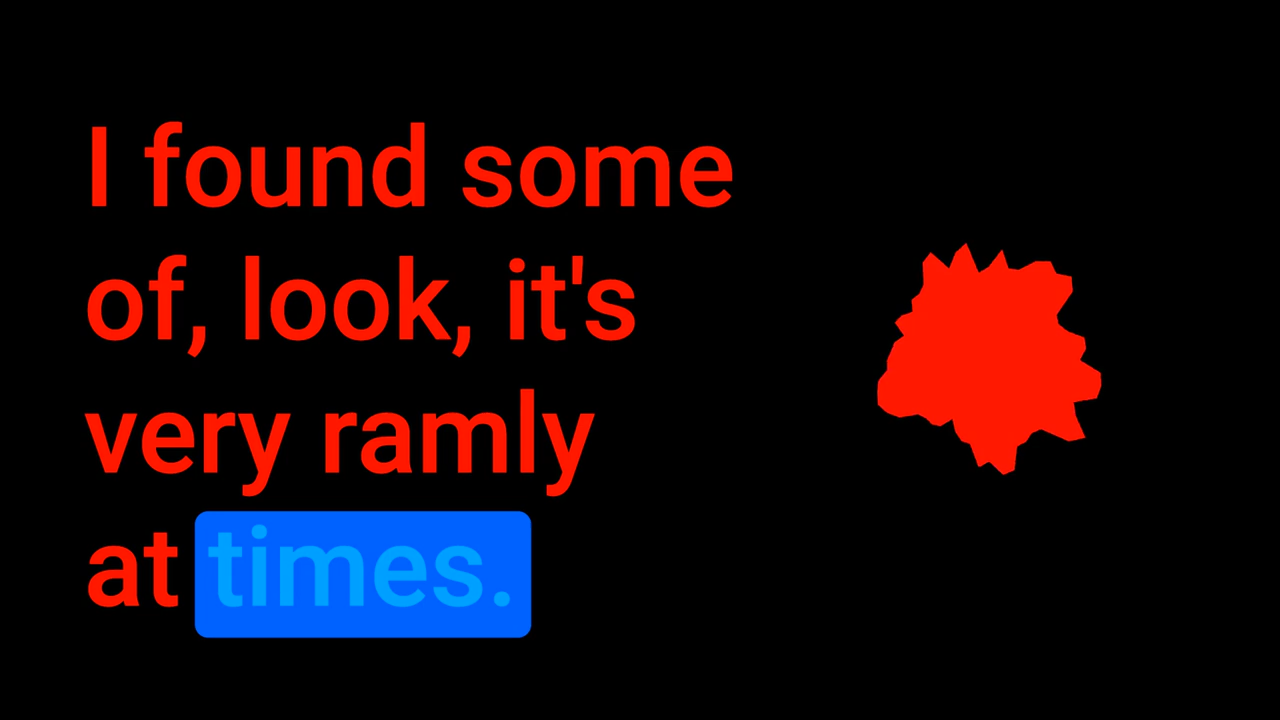 I found some
of, look, it's
very ramly
at times.